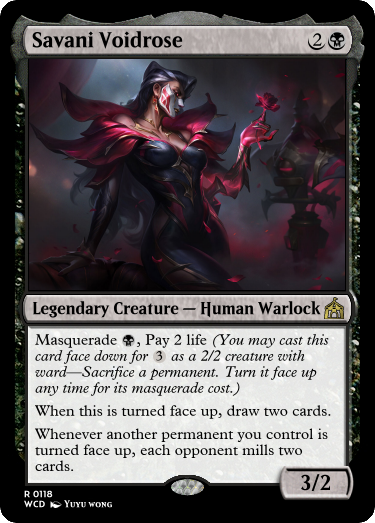 Savani Voidrose 2
Legendary Creature — Human Warlock
Masquerade , Pay 2 life (You may cast this
card face down for 3 as a 2/2 creature with
ward—Sacrifice a permanent. Turn it face up
any time for its masquerade cost.)
When this is turned face up, draw two cards.
Whenever another permanent you control is
turned face up, each opponent mills two
cards.
3/2
R 0118
WCD Yuyu wong